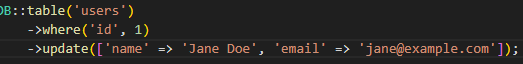 DB::table('users')
->where('id', 1)
->update(['name' => 'Jane Doe', 'email' => 'jane@example.com']);